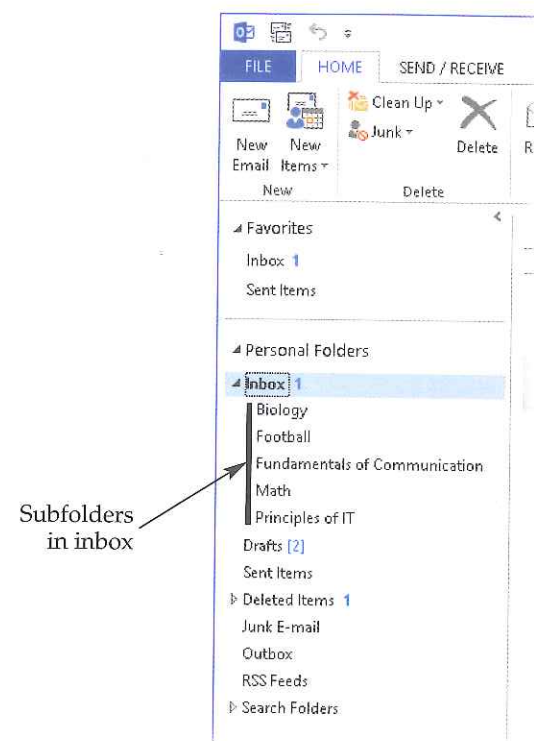 FILE HOME SEND / RECEIVE
New Email
New Items
Clean Up
Junk
Delete
New
Delete
Favorites
Inbox 1
Sent Items
Personal Folders
Inbox 1
Biology
Football
Fundamentals of Communication
Math
Principles of IT
Subfolders
in inbox
Drafts [2]
Sent Items
Deleted Items 1
Junk E-mail
Outbox
RSS Feeds
Search Folders